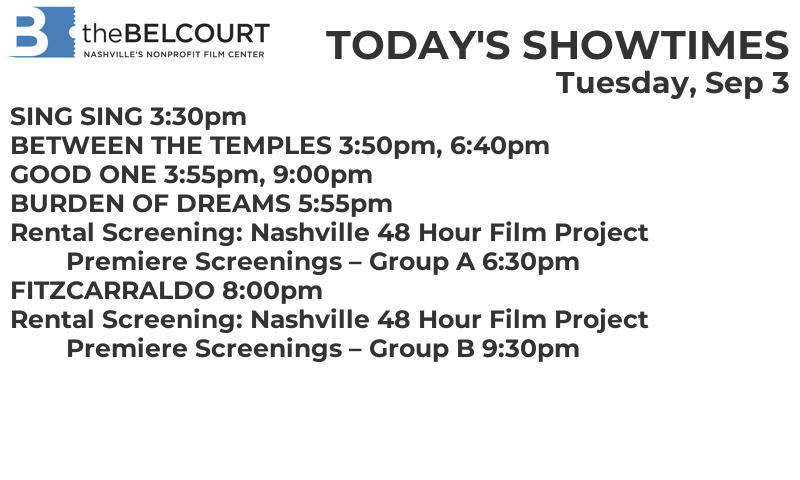 B theBELCOURT
NASHVILLE'S NONPROFIT FILM CENTER
TODAY'S SHOWTIMES
Tuesday, Sep 3
SING SING 3:30pm
BETWEEN THE TEMPLES 3:50pm, 6:40pm
GOOD ONE 3:55pm, 9:00pm
BURDEN OF DREAMS 5:55pm
Rental Screening: Nashville 48 Hour Film Project
Premiere Screenings – Group A 6:30pm
FITZCARRALDO 8:00pm
Rental Screening: Nashville 48 Hour Film Project
Premiere Screenings – Group B 9:30pm